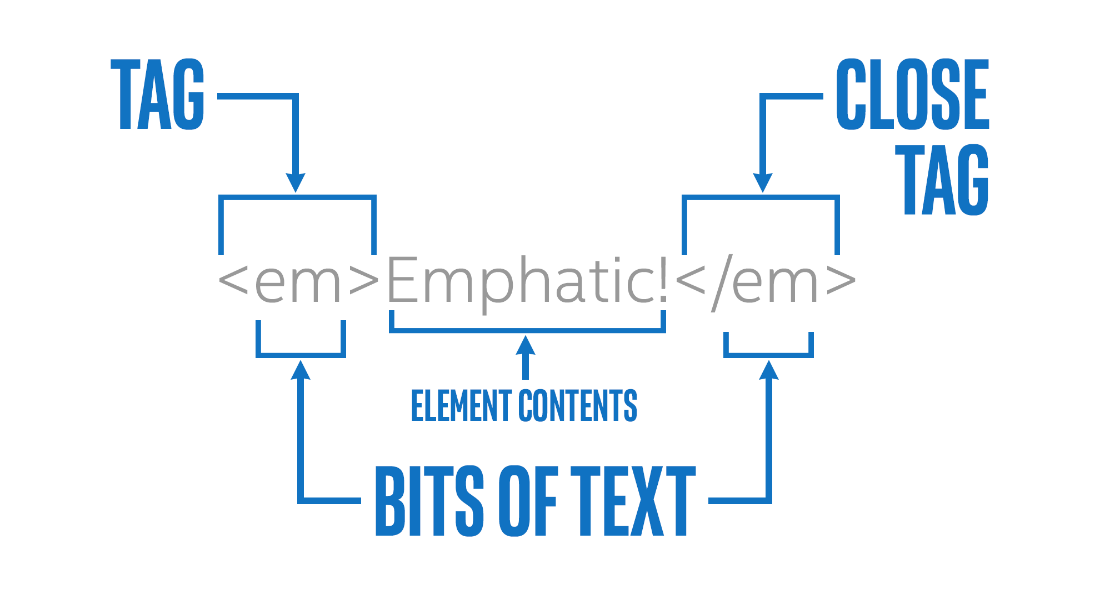 TAG
CLOSE
TAG
<em>Emphatic!</em>
ELEMENT CONTENTS
BITS OF TEXT